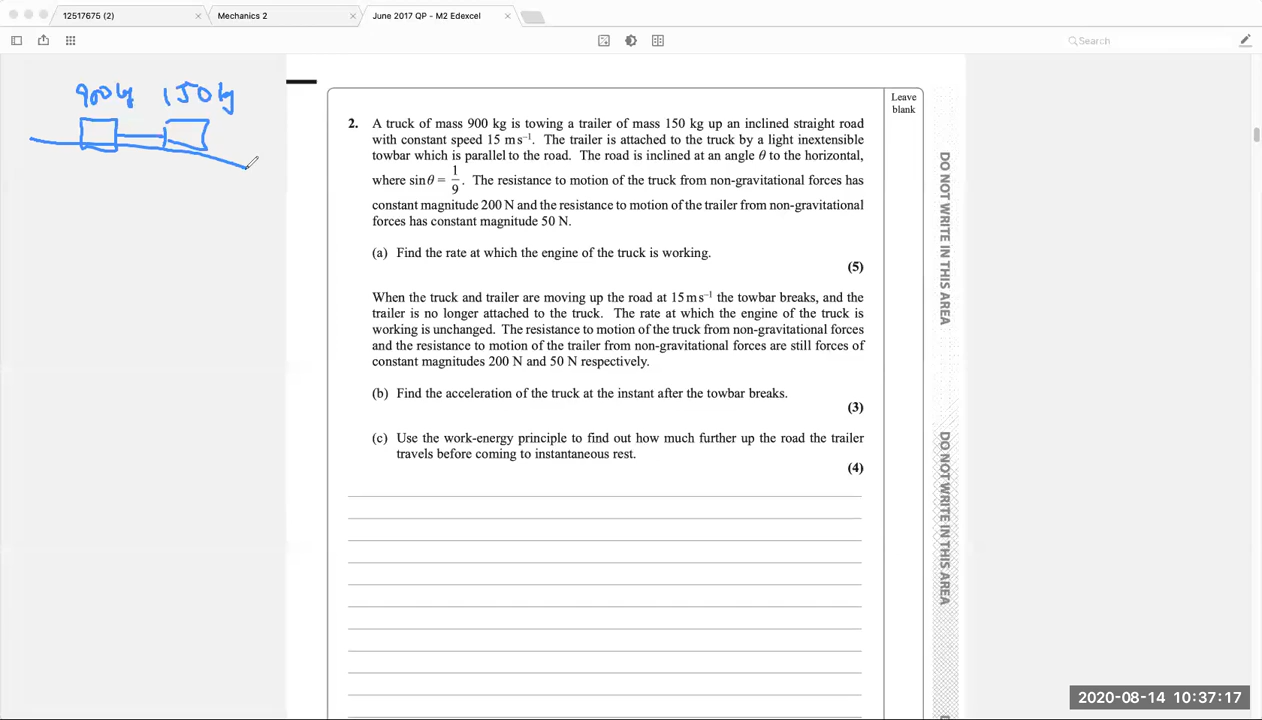 12517675 (2)
Mechanics 2
June 2017 QP - M2 Edexcel
Search
900kg 150kg
Leave
blank
2. A truck of mass 900 kg is towing a trailer of mass 150 kg up an inclined straight road
with constant speed 15 m s⁻¹. The trailer is attached to the truck by a light inextensible
towbar which is parallel to the road. The road is inclined at an angle θ to the horizontal,
where sin θ = 1/9. The resistance to motion of the truck from non-gravitational forces has
constant magnitude 200 N and the resistance to motion of the trailer from non-gravitational
forces has constant magnitude 50 N.
(a) Find the rate at which the engine of the truck is working.
(5)
When the truck and trailer are moving up the road at 15 m s⁻¹ the towbar breaks, and the
trailer is no longer attached to the truck. The rate at which the engine of the truck is
working is unchanged. The resistance to motion of the truck from non-gravitational forces
and the resistance to motion of the trailer from non-gravitational forces are still forces of
constant magnitudes 200 N and 50 N respectively.
(b) Find the acceleration of the truck at the instant after the towbar breaks.
(3)
(c) Use the work-energy principle to find out how much further up the road the trailer
travels before coming to instantaneous rest.
(4)
DO NOT WRITE IN THIS AREA
DO NOT WRITE IN THIS AREA
2020-08-14 10:37:17